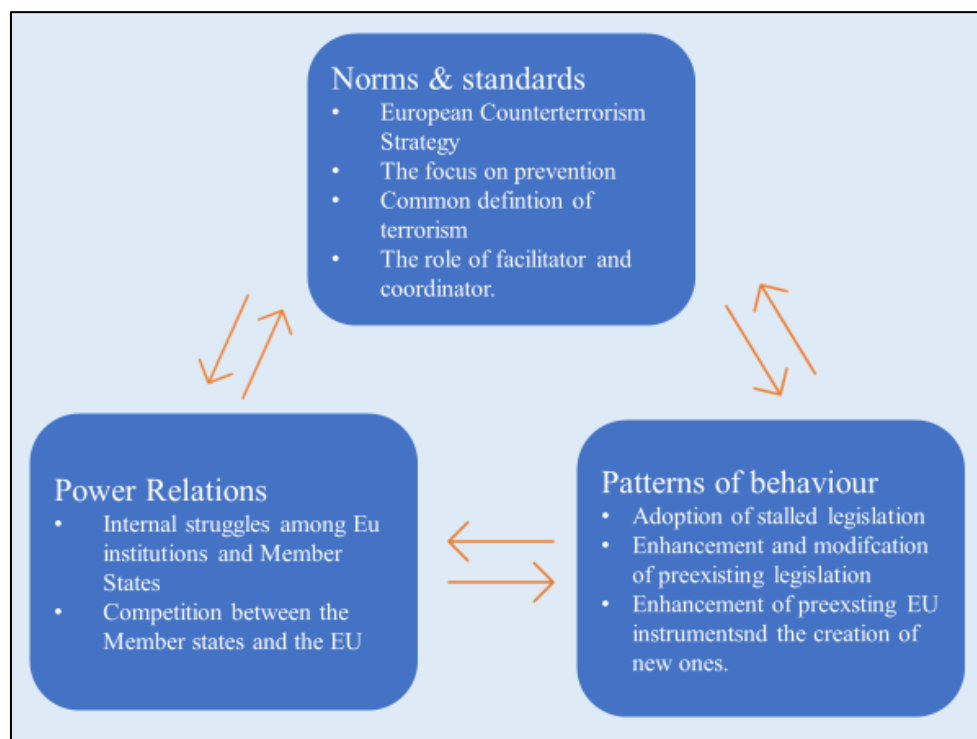 Norms & standards
• European Counterterrorism
Strategy
• The focus on prevention
• Common defintion of
terrorism
• The role of facilitator and
coordinator.
Power Relations
• Internal struggles among Eu
institutions and Member
States
• Competition between the
Member states and the EU
Patterns of behaviour
• Adoption of stalled legislation
• Enhancement and modifcation
of preexisting legislation
• Enhancement of preexsting EU
instrumentsnd the creation of
new ones.